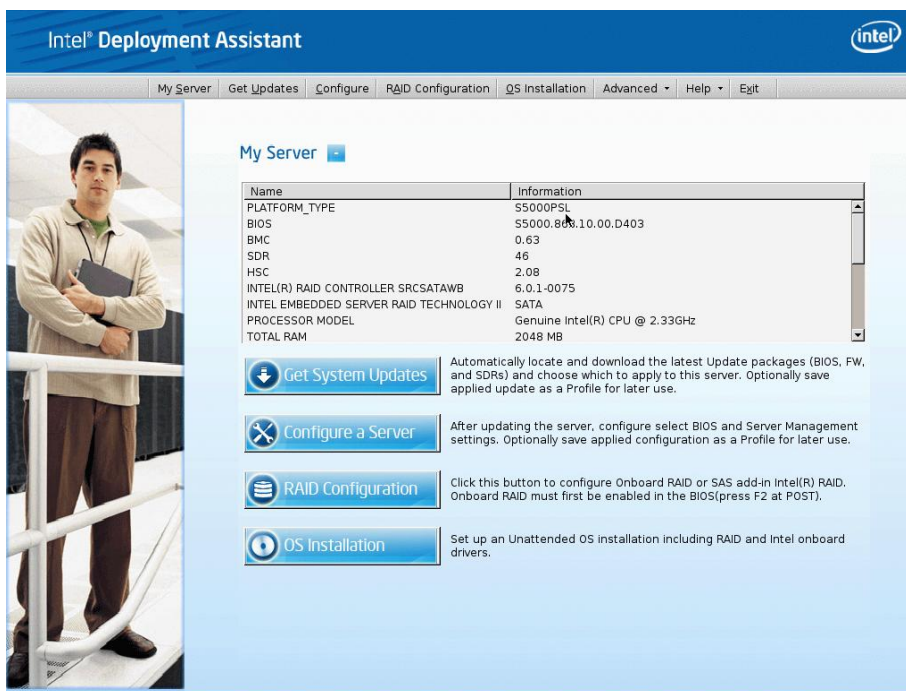 Intel® Deployment Assistant
intel
My Server Get Updates Configure RAID Configuration OS Installation Advanced Help Exit
My Server
Name Information
PLATFORM_TYPE S5000PSL
BIOS
BMC 0.63
SDR 46
HSC 2.08
INTEL(R) RAID CONTROLLER SRCSATAWB 6.0.1-0075
INTEL EMBEDDED SERVER RAID TECHNOLOGY II SATA
PROCESSOR MODEL Genuine Intel(R) CPU @ 2.33GHz
TOTAL RAM 2048 MB
Get System Updates
Automatically locate and download the latest Update packages (BIOS, FW,
and SDRs) and choose which to apply to this server. Optionally save
applied update as a Profile for later use.
Configure a Server
After updating the server, configure select BIOS and Server Management
settings. Optionally save applied configuration as a Profile for later use.
RAID Configuration
Click this button to configure Onboard RAID or SAS add-in Intel(R) RAID.
Onboard RAID must first be enabled in the BIOS(press F2 at POST).
OS Installation
Set up an Unattended OS installation including RAID and Intel onboard
drivers.